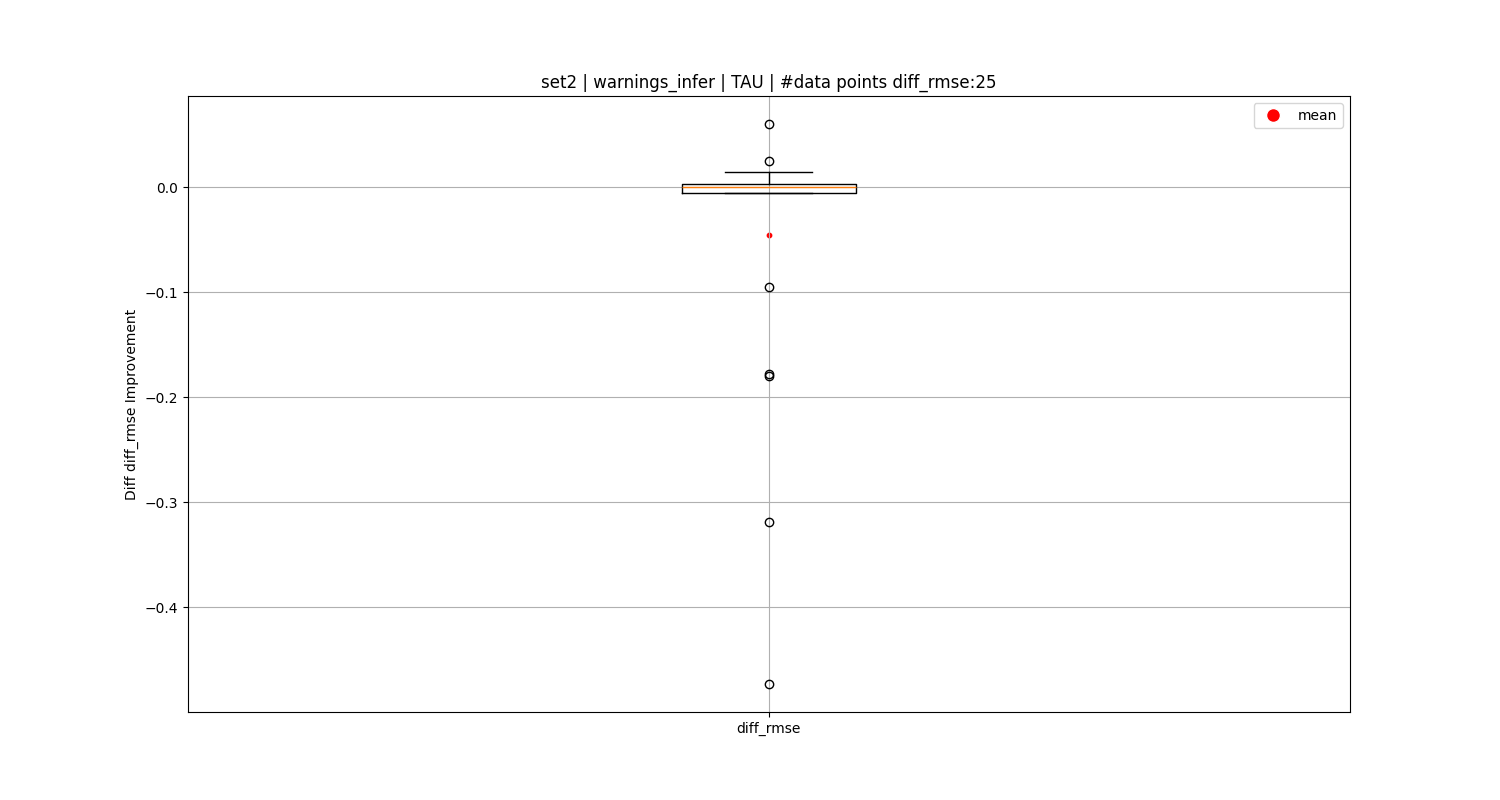 set2 | warnings_infer | TAU | #data points diff_rmse:25
mean
0.0
−0.1
−0.2
−0.3
−0.4
Diff diff_rmse Improvement
diff_rmse